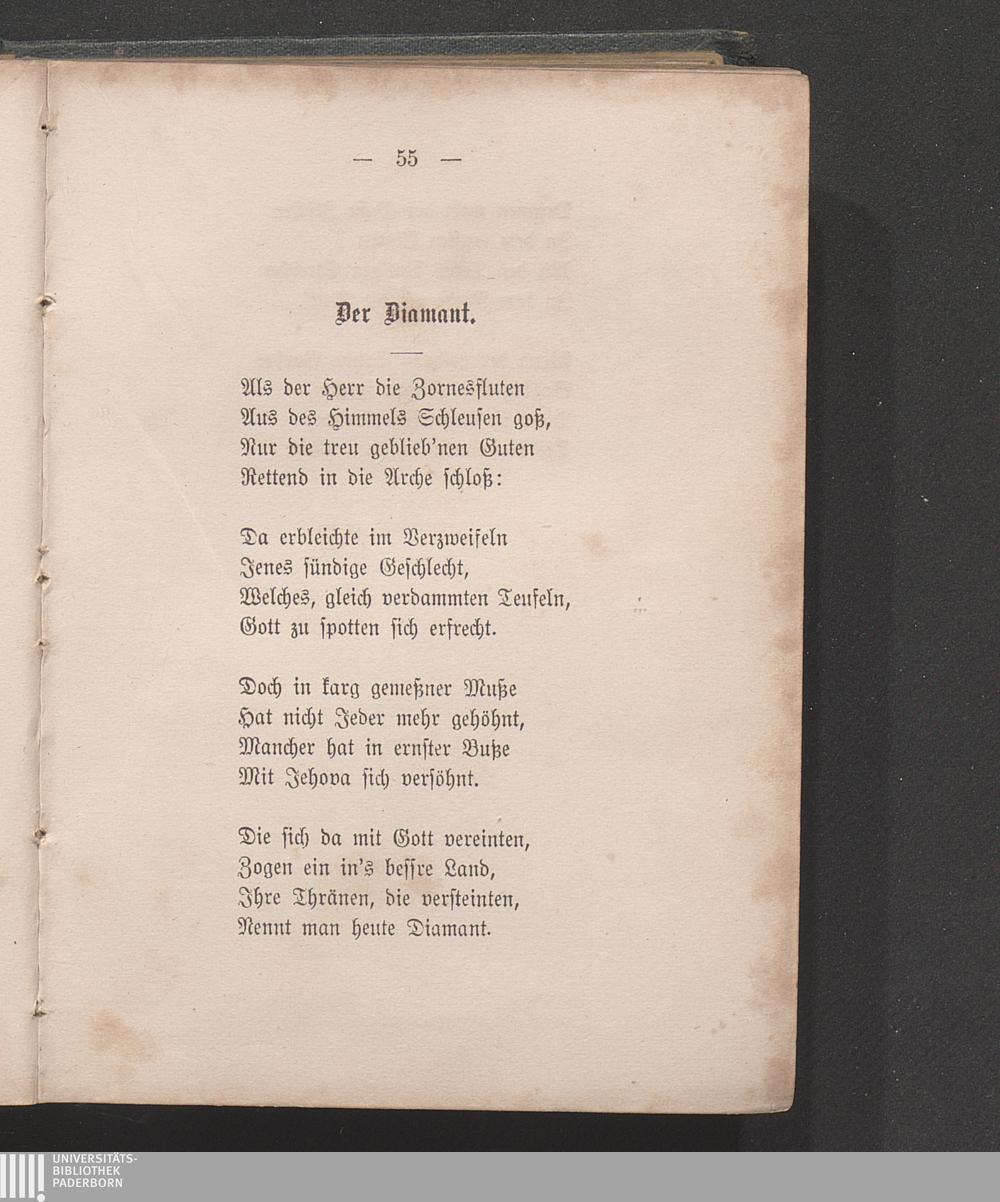 — 55 —
Der Diamant.
Als der Herr die Zornesfluten
Aus des Himmels Schleusen goß,
Nur die treu geblieb'nen Guten
Rettend in die Arche schloß:
Da erbleichte im Verzweifeln
Jenes sündige Geschlecht,
Welches, gleich verdammten Teufeln,
Gott zu spotten sich erfrecht.
Doch in karg gemeßner Muße
Hat nicht Jeder mehr gehöhnt,
Mancher hat in ernster Buße
Mit Jehova sich versöhnt.
Die sich da mit Gott vereinten,
Zogen ein in's bessre Land,
Ihre Thränen, die versteinten,
Nennt man heute Diamant.
UNIVERSITÄTS-
BIBLIOTHEK
PADERBORN